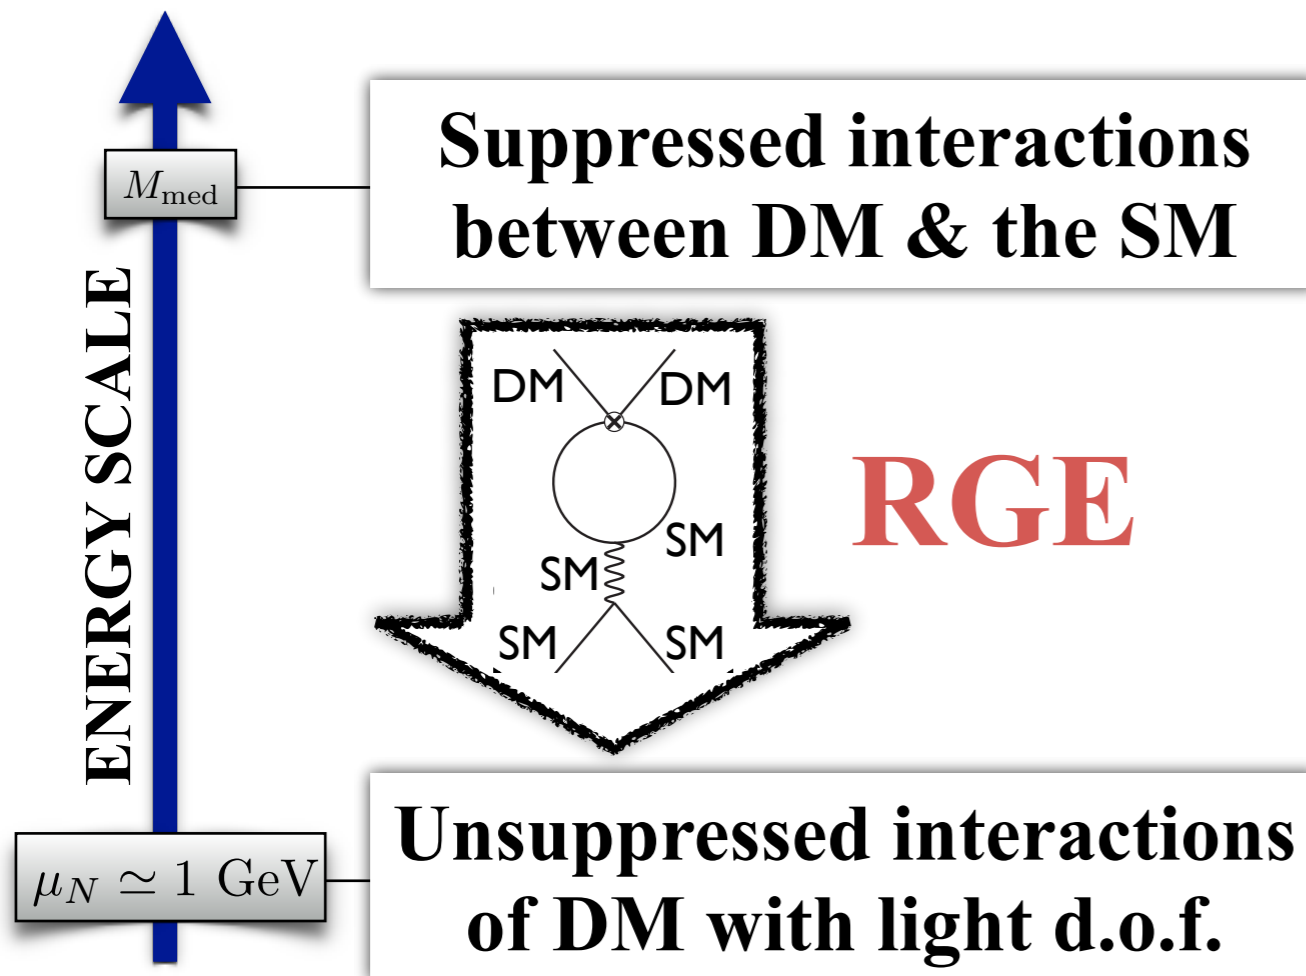 M_med
Suppressed interactions
between DM & the SM
ENERGY SCALE
DM
DM
RGE
SM
SM
SM
SM
μ_N ≃ 1 GeV
Unsuppressed interactions
of DM with light d.o.f.